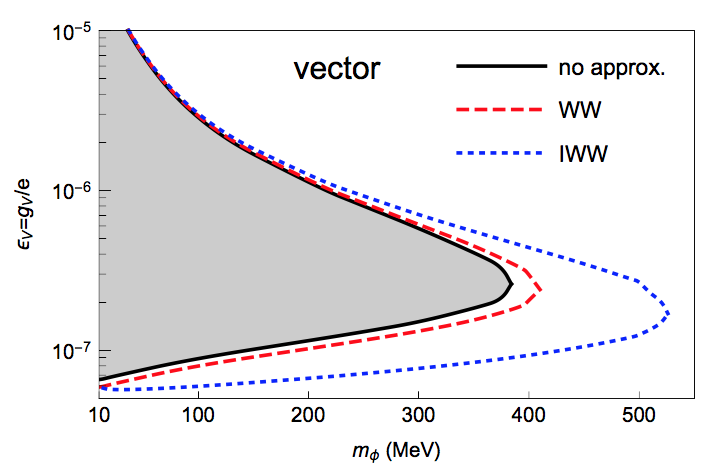 10⁻⁵
vector
no approx.
WW
IWW
10⁻⁶
ϵV=gV/e
10⁻⁷
10 100 200 300 400 500
mϕ (MeV)